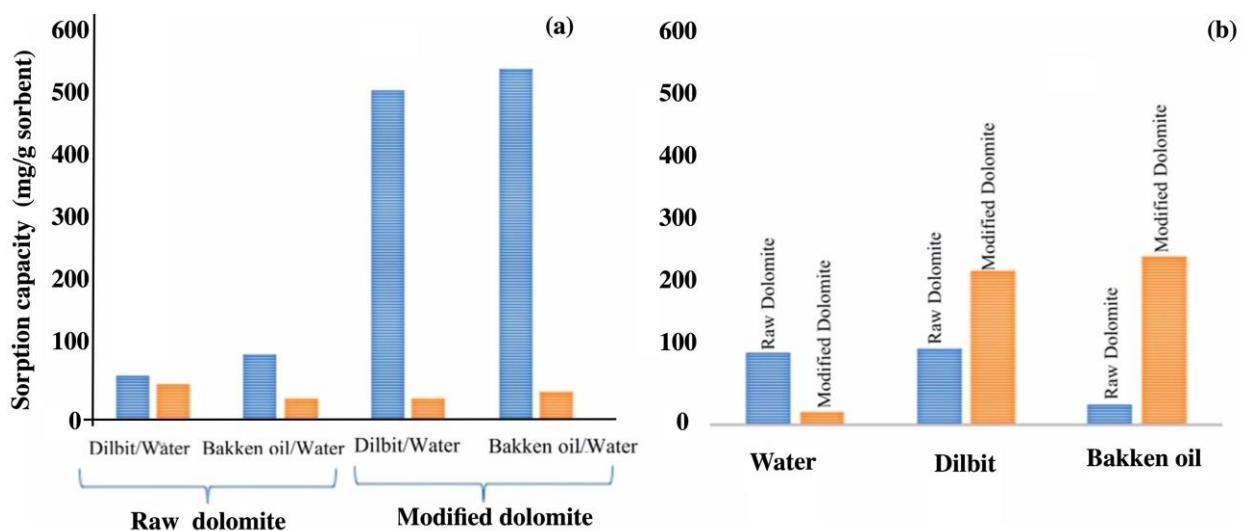 Sorption capacity (mg/g sorbent)
600
500
400
300
200
100
0
(a)
Dilbit/Water
Bakken oil/Water
Dilbit/Water
Bakken oil/Water
Raw dolomite
Modified dolomite
600
500
400
300
200
100
0
(b)
Raw Dolomite
Modified Dolomite
Raw Dolomite
Modified Dolomite
Raw Dolomite
Modified Dolomite
Water
Dilbit
Bakken oil